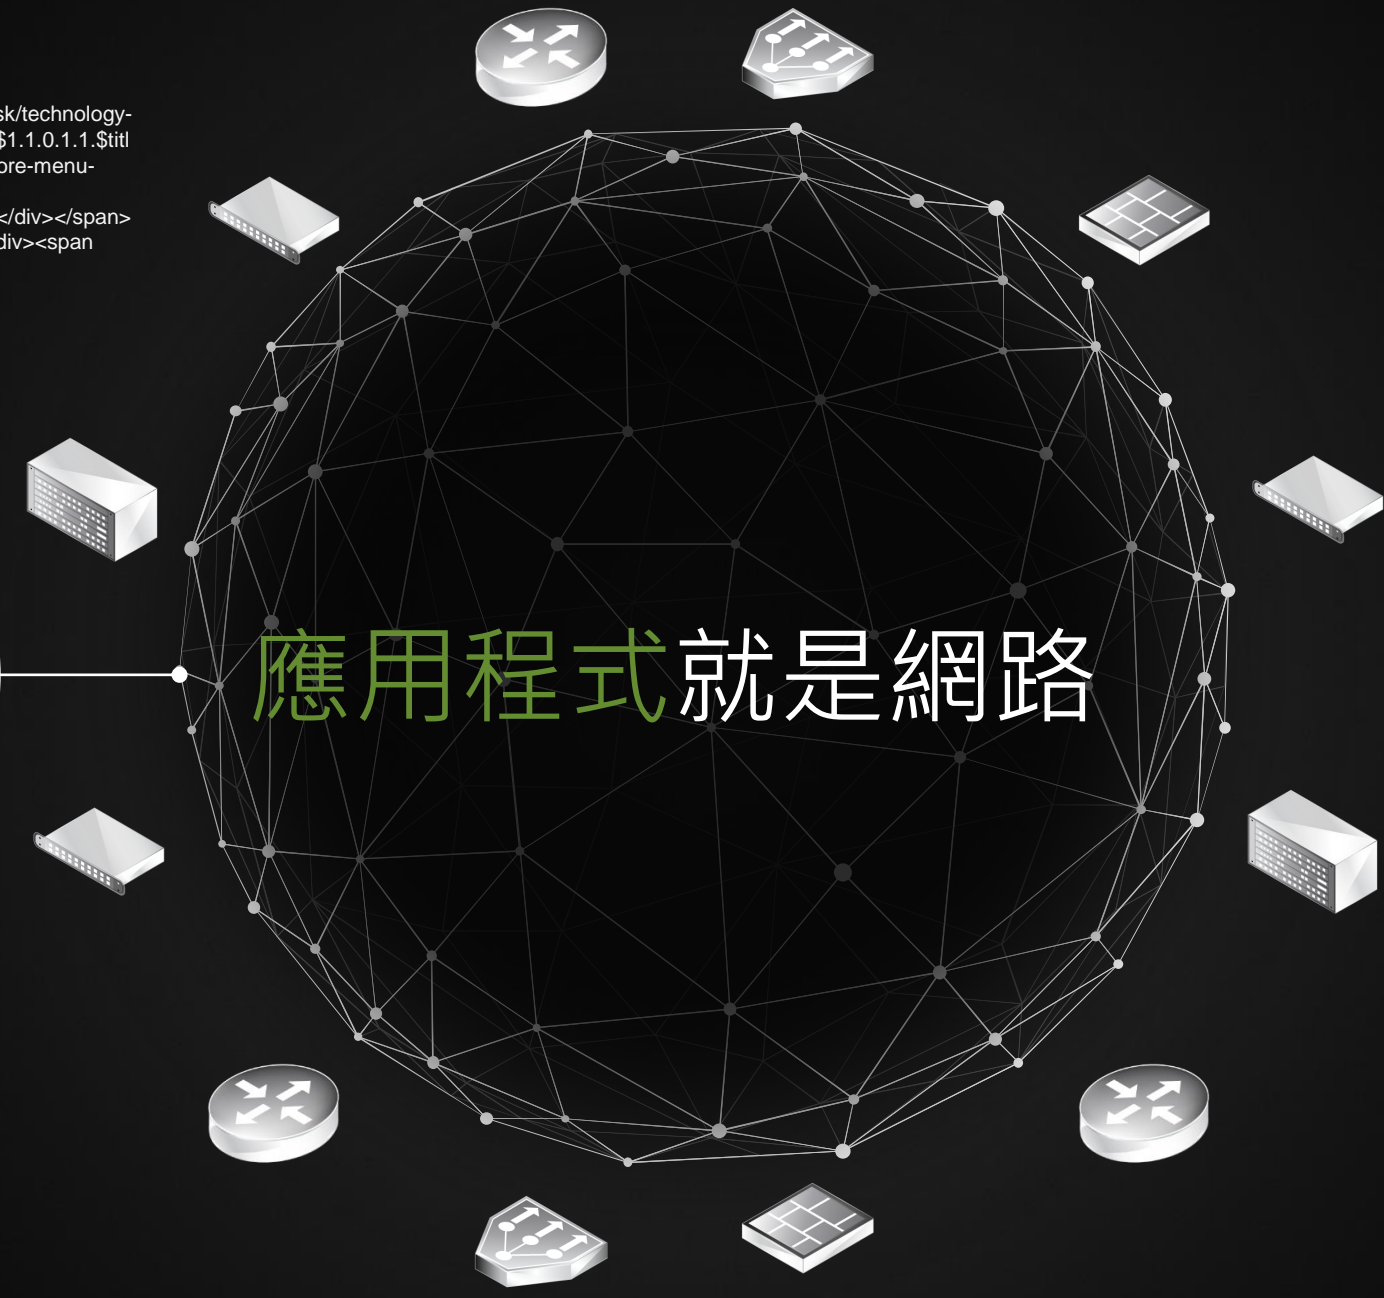 sk/technology-
$1.1.0.1.1.$titl
ore-menu-
</div></span>
div><span
應用程式就是網路